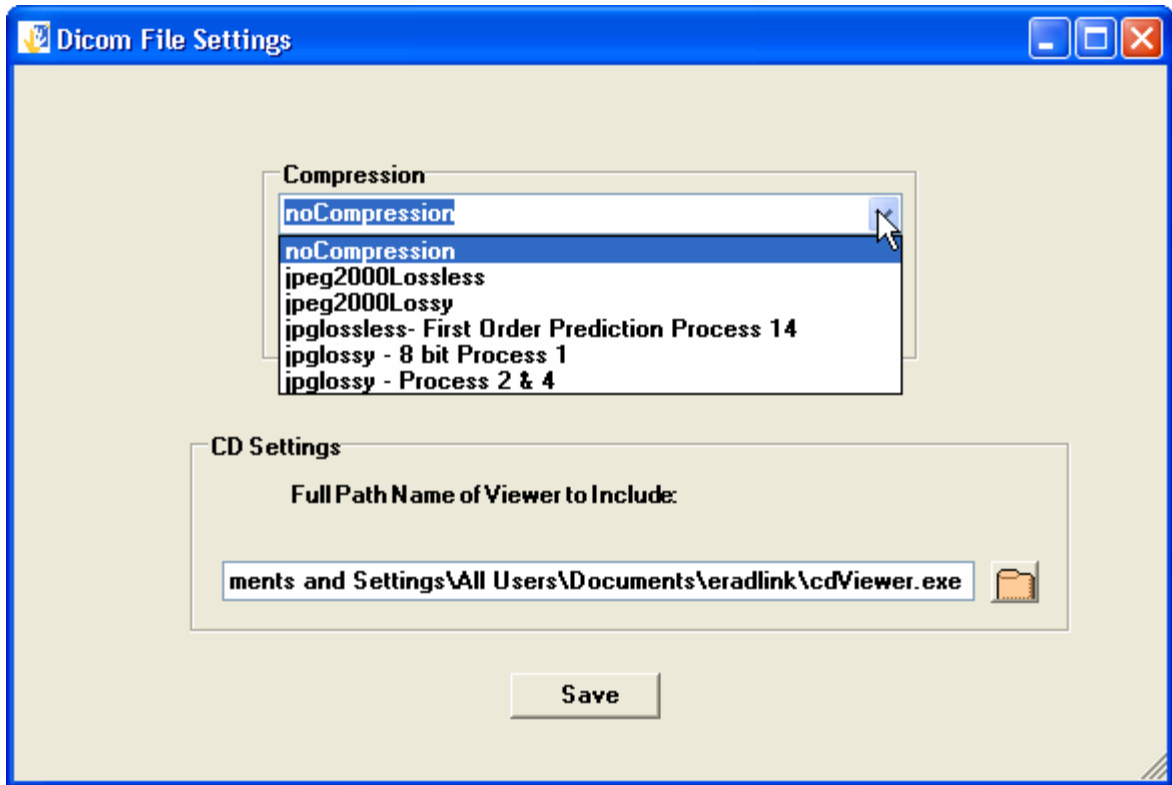 Dicom File Settings
Compression
noCompression
noCompression
jpeg2000Lossless
jpeg2000Lossy
jpglossless- First Order Prediction Process 14
jpglossy - 8 bit Process 1
jpglossy - Process 2 & 4
CD Settings
Full Path Name of Viewer to Include:
ments and Settings\All Users\Documents\eradlink\cdViewer.exe
Save